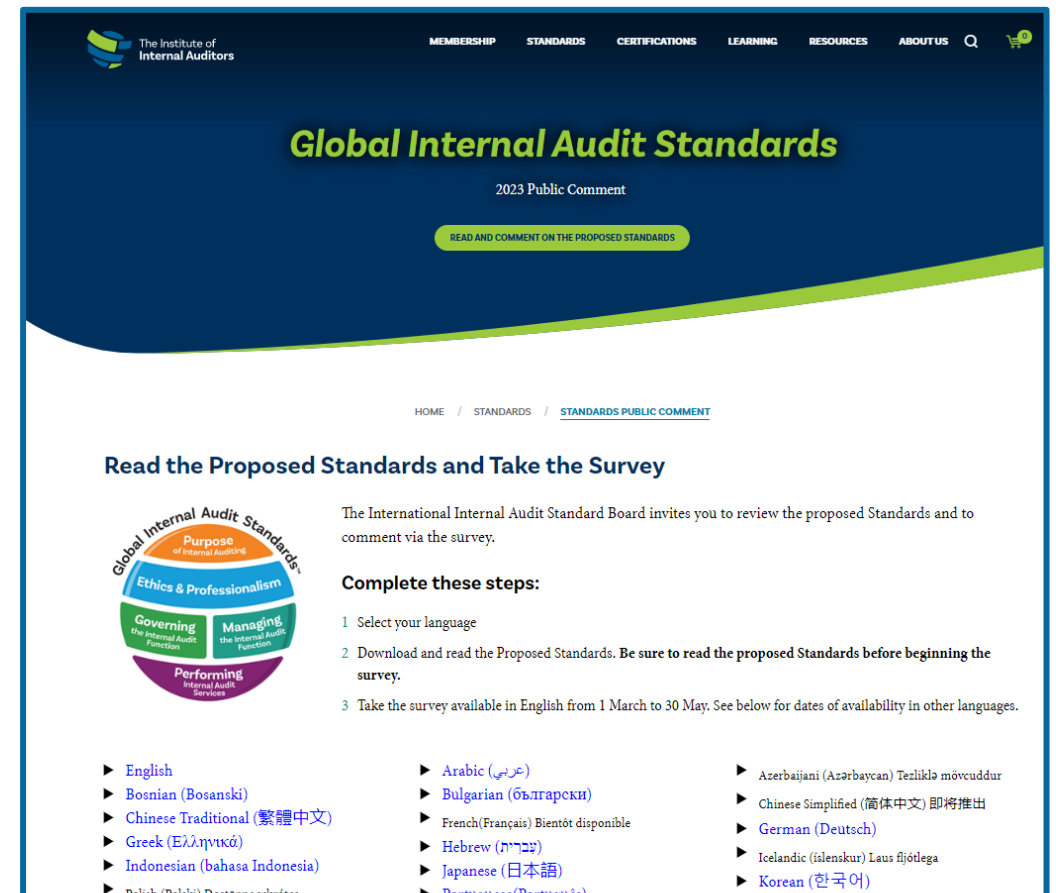 The Institute of
Internal Auditors
MEMBERSHIP STANDARDS CERTIFICATIONS LEARNING RESOURCES ABOUT US 0
Global Internal Audit Standards
2023 Public Comment
READ AND COMMENT ON THE PROPOSED STANDARDS
HOME / STANDARDS / STANDARDS PUBLIC COMMENT
Read the Proposed Standards and Take the Survey
Global Internal Audit Standards™
Purpose
of Internal Auditing
Ethics & Professionalism
Governing
the Internal Audit
Function
Managing
the Internal Audit
Function
Performing
Internal Audit
Services
The International Internal Audit Standard Board invites you to review the proposed Standards and to
comment via the survey.
Complete these steps:
1 Select your language
2 Download and read the Proposed Standards. Be sure to read the proposed Standards before beginning the
survey.
3 Take the survey available in English from 1 March to 30 May. See below for dates of availability in other languages.
English
Bosnian (Bosanski)
Chinese Traditional (繁體中文)
Greek (Ελληνικά)
Indonesian (bahasa Indonesia)
Polish (Polski)
Arabic (عربي)
Bulgarian (български)
French(Français) Bientôt disponible
Hebrew (עִברִית)
Japanese (日本語)
Portuguese(Português)
Azerbaijani (Azərbaycan) Tezliklə mövcuddur
Chinese Simplified (简体中文) 即将推出
German (Deutsch)
Icelandic (íslenskur) Laus fljótlega
Korean (한국어)